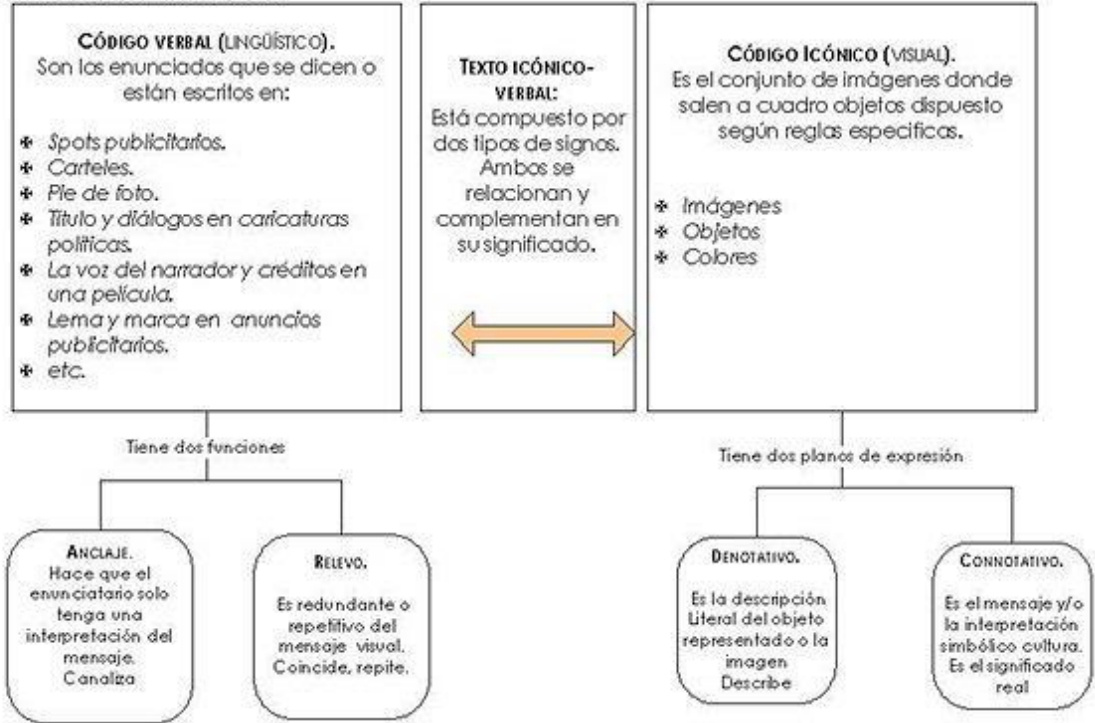 CÓDIGO VERBAL (LINGÜÍSTICO).
Son los enunciados que se dicen o
están escritos en:
Spots publicitarios.
Carteles.
Pie de foto.
Título y diálogos en caricaturas
políticas.
La voz del narrador y créditos en
una película.
Lema y marca en anuncios
publicitarios.
etc.
TEXTO ICÓNICO-
VERBAL:
Está compuesto por
dos tipos de signos.
Ambos se
relacionan y
complementan en
su significado.
CÓDIGO ICÓNICO (VISUAL).
Es el conjunto de imágenes donde
salen a cuadro objetos dispuesto
según reglas especificas.
Imágenes
Objetos
Colores
Tiene dos funciones
Tiene dos planos de expresión
ANCLAJE.
Hace que el
enunciatario solo
tenga una
interpretación del
mensaje.
Canaliza
RELEVO.
Es redundante o
repetitivo del
mensaje visual.
Coincide, repite.
DENOTATIVO.
Es la descripción
Literal del objeto
representado o la
imagen
Describe
CONNOTATIVO.
Es el mensaje y/o
la interpretación
simbólico cultura.
Es el significado
real